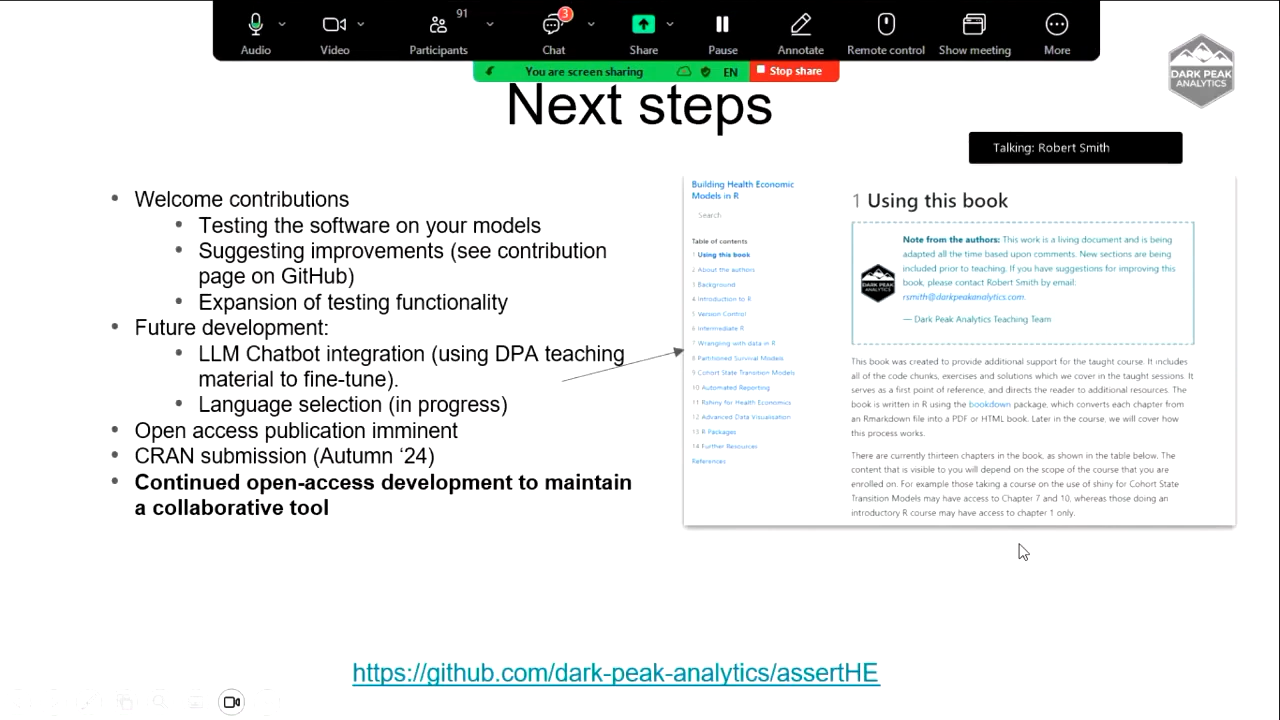 91
3
Audio
Video
Participants
Chat
Share
Pause
Annotate
Remote control
Show meeting
More
You are screen sharing
EN
Stop share
DARK PEAK
ANALYTICS
Next steps
Talking: Robert Smith
• Welcome contributions
• Testing the software on your models
• Suggesting improvements (see contribution
page on GitHub)
• Expansion of testing functionality
• Future development:
• LLM Chatbot integration (using DPA teaching
material to fine-tune).
• Language selection (in progress)
• Open access publication imminent
• CRAN submission (Autumn ‘24)
• Continued open-access development to maintain
a collaborative tool
Building Health Economic
Models in R
Search
Table of contents
1 Using this book
2 About the authors
3 Background
4 Introduction to R
5 Version Control
6 Intermediate R
7 Wrangling with data in R
8 Partitioned Survival Models
9 Cohort State Transition Models
10 Automated Reporting
11 Rshiny for Health Economics
12 Advanced Data Visualisation
13 R Packages
14 Further Resources
References
1 Using this book
Note from the authors: This work is a living document and is being
adapted all the time based upon comments. New sections are being
included prior to teaching. If you have suggestions for improving this
book, please contact Robert Smith by email:
rsmith@darkpeakanalytics.com.
— Dark Peak Analytics Teaching Team
DARK PEAK
ANALYTICS
This book was created to provide additional support for the taught course. It includes
all of the code chunks, exercises and solutions which we cover in the taught sessions. It
serves as a first point of reference, and directs the reader to additional resources. The
book is written in R using the bookdown package, which converts each chapter from
an Rmarkdown file into a PDF or HTML book. Later in the course, we will cover how
this process works.
There are currently thirteen chapters in the book, as shown in the table below. The
content that is visible to you will depend on the scope of the course that you are
enrolled on. For example those taking a course on the use of shiny for Cohort State
Transition Models may have access to Chapter 7 and 10, whereas those doing an
introductory R course may have access to chapter 1 only.
https://github.com/dark-peak-analytics/assertHE